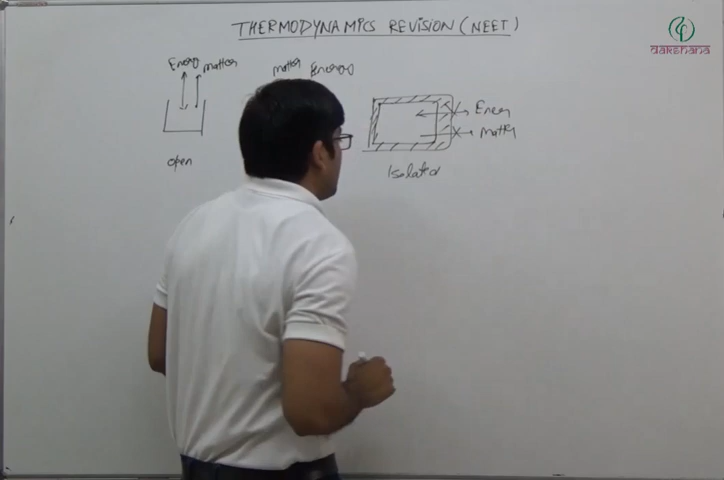 THERMODYNAMICS REVISION (NEET)
dakshana
Energy matter
matter Energy
Energy
matter
open
Isolated